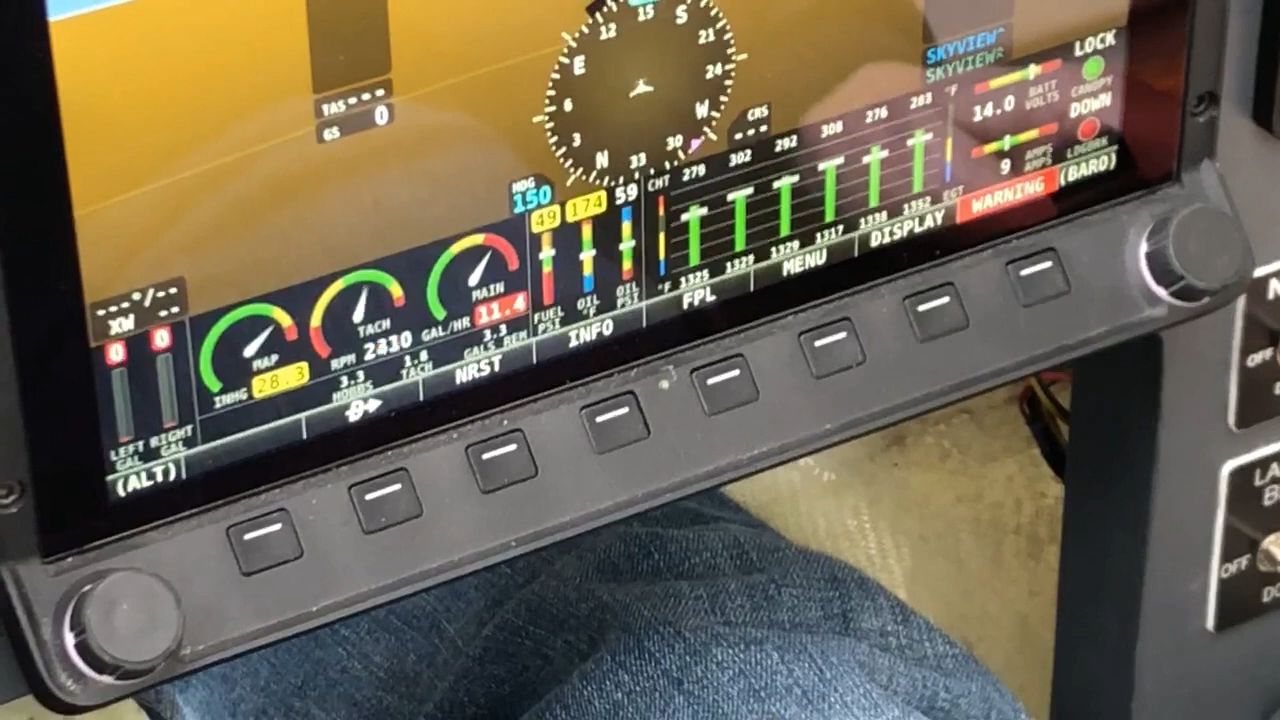 15
S
12
21
E
24
6
W
3
30
N
33
TAS---
GS 0
CRS
---
HDG
150
SKYVIEW
SKYVIEW
LOCK
CANOPY
DOWN
14.0
BATT
VOLTS
9
AMPS
AMPS
49
174
59
FUEL
PSI
OIL
°F
OIL
PSI
CHT
°F
279
302
292
308
276
283
°F
EGT
1325
1329
1329
1317
1338
1352
---°/--
XW --
0
0
LEFT
GAL
RIGHT
GAL
MAP
INHG 28.3
TACH
RPM
3.3
HOBBS
1.8
TACH
MAIN
GAL/HR 11.4
3.3
GALS REM
(ALT)
NRST
INFO
FPL
MENU
DISPLAY
WARNING
(BARO)
OFF
LA
B
OFF